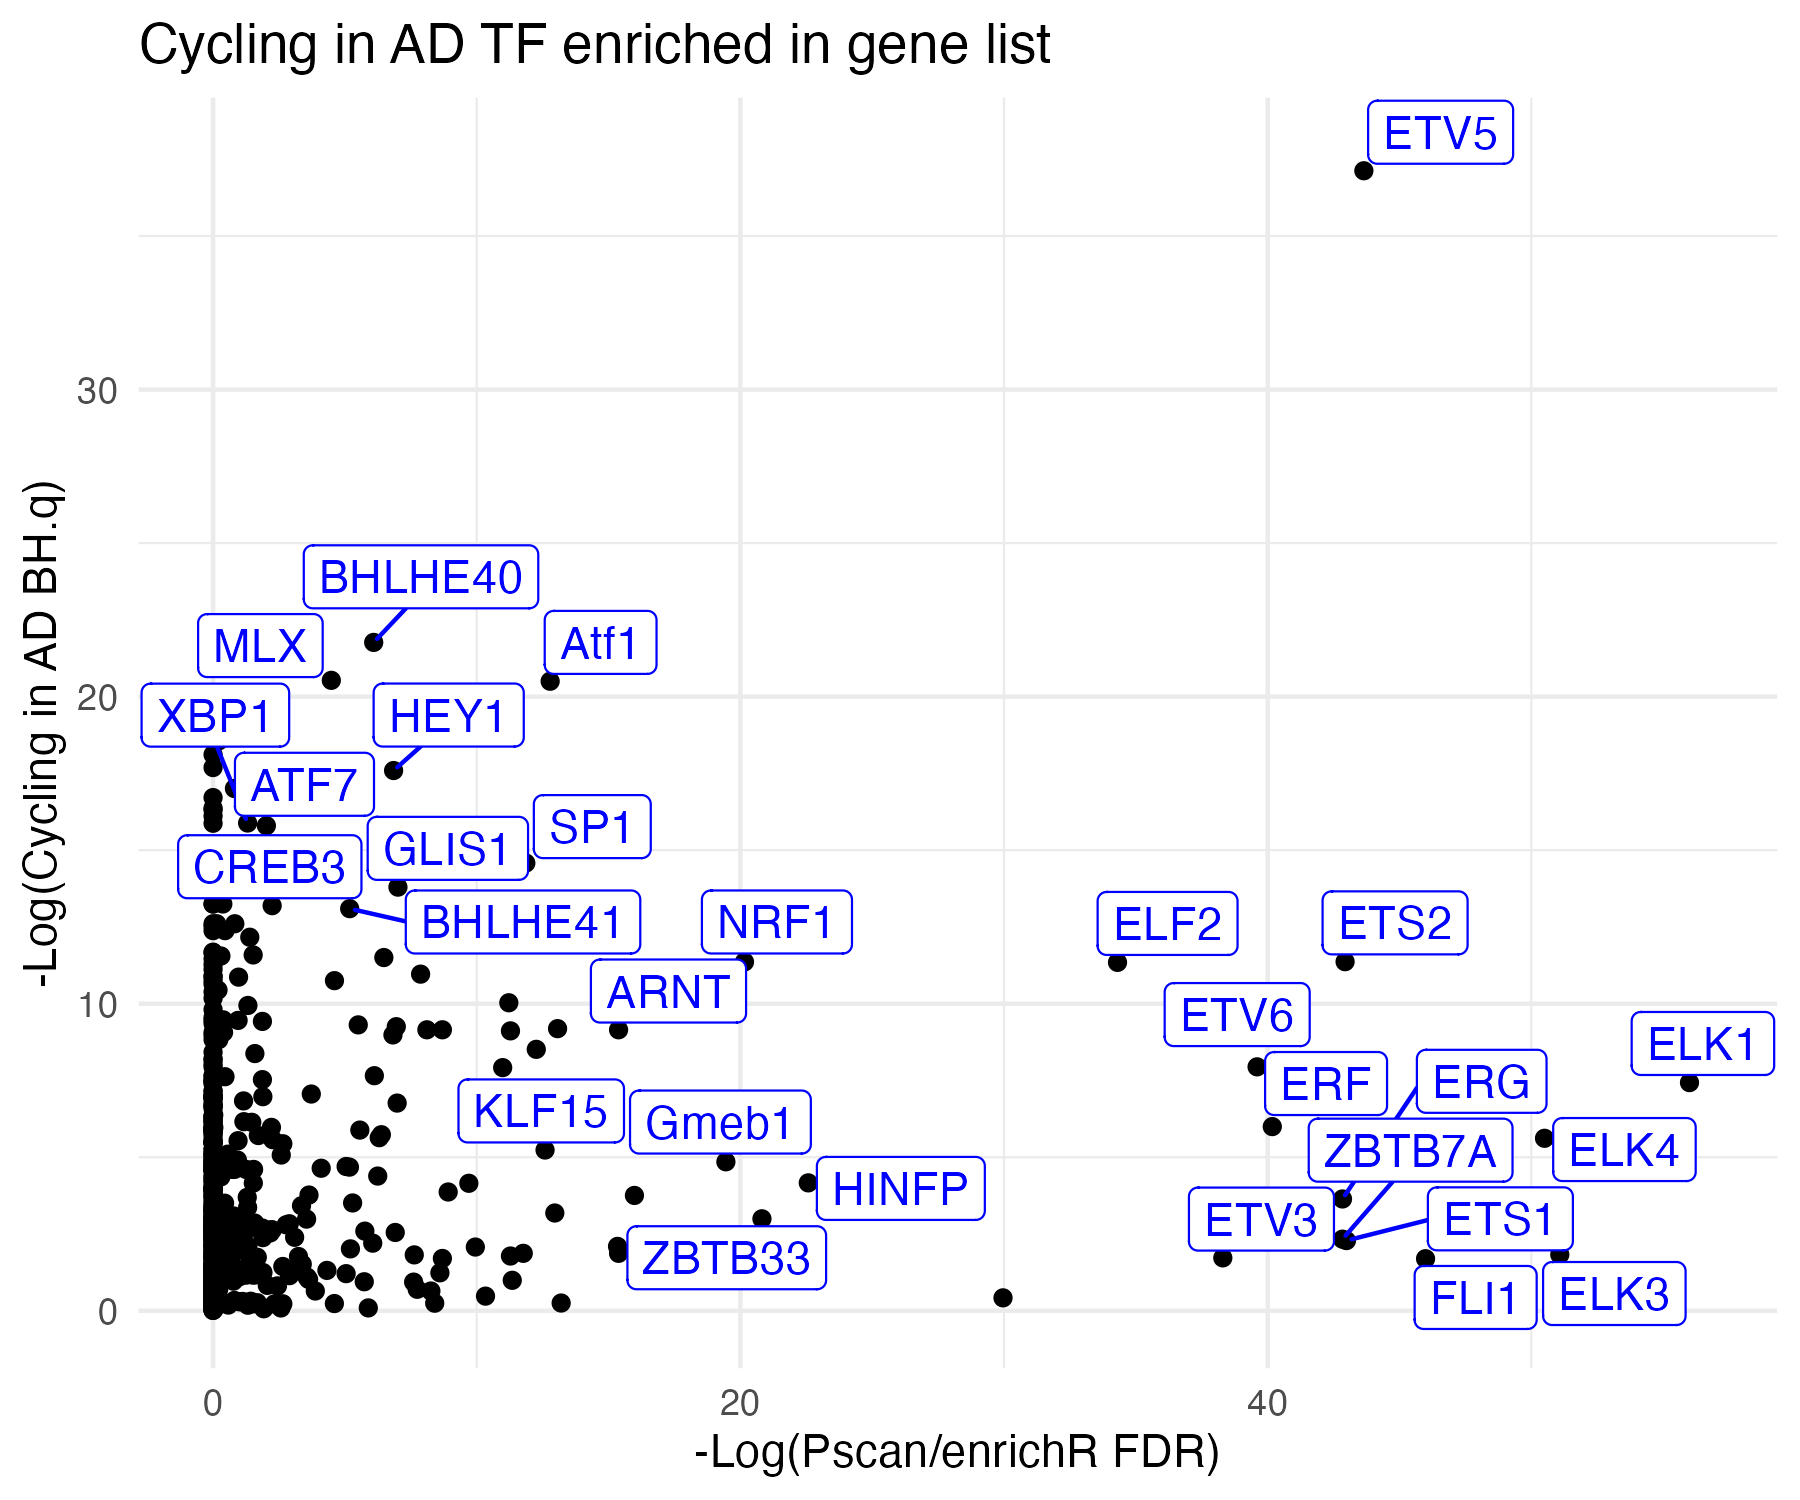 Cycling in AD TF enriched in gene list
ETV5
30
BHLHE40
MLX
Atf1
20
XBP1
HEY1
ATF7
SP1
GLIS1
CREB3
BHLHE41
NRF1
ELF2
ETS2
ARNT
10
ETV6
ELK1
ERF
ERG
KLF15
Gmeb1
ZBTB7A
ELK4
HINFP
ETV3
ETS1
ZBTB33
FLI1
ELK3
0
-Log(Cycling in AD BH.q)
0
20
40
-Log(Pscan/enrichR FDR)